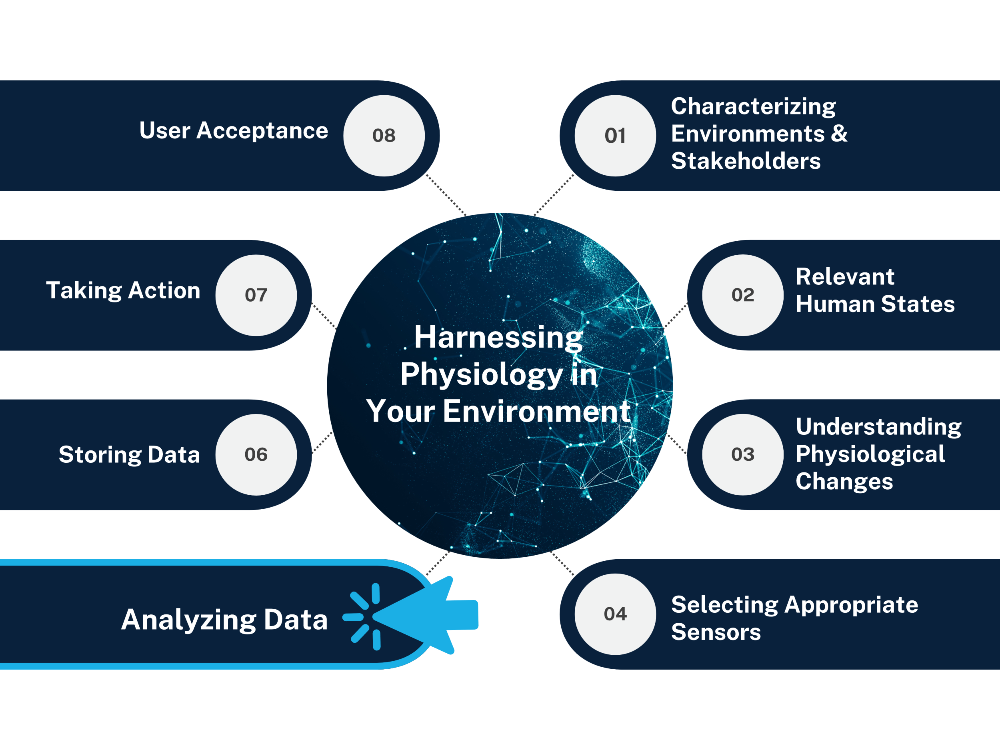 Harnessing
Physiology in
Your Environment
01
Characterizing
Environments &
Stakeholders
02
Relevant
Human States
03
Understanding
Physiological
Changes
04
Selecting Appropriate
Sensors
Analyzing Data
06
Storing Data
07
Taking Action
08
User Acceptance